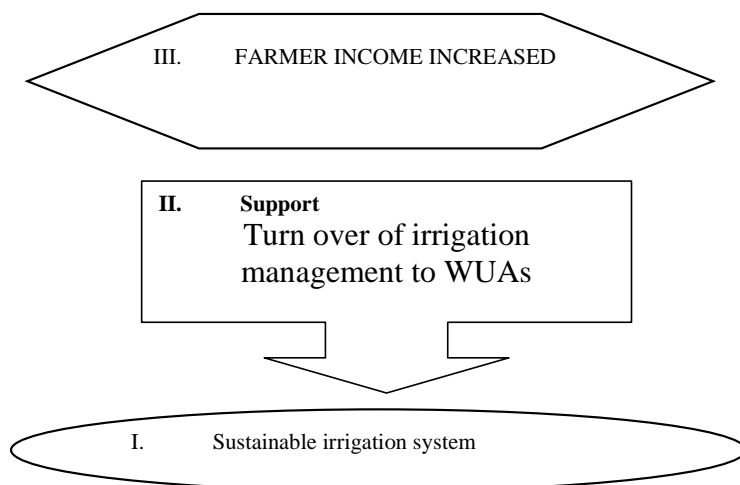 III. FARMER INCOME INCREASED
II. Support
Turn over of irrigation
management to WUAs
I. Sustainable irrigation system